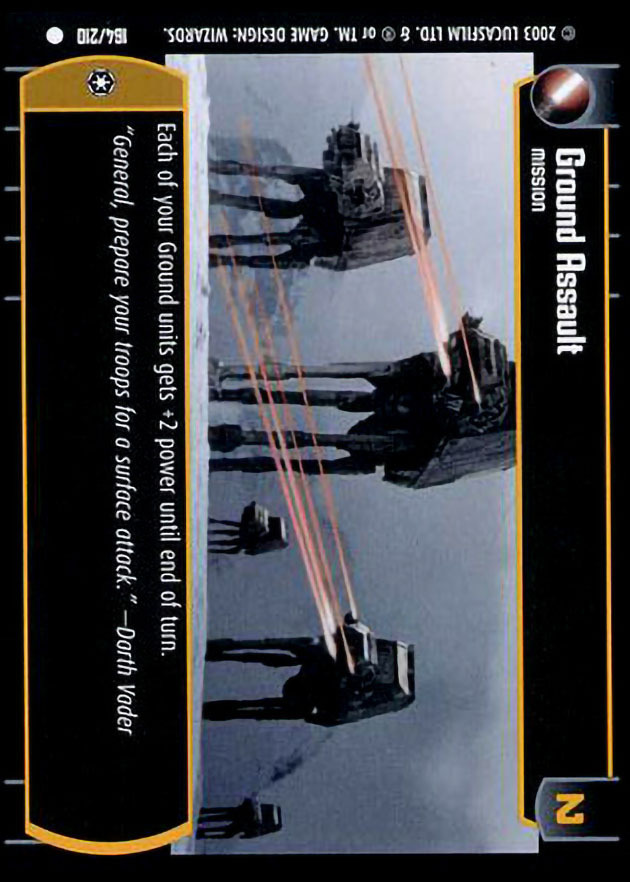 Ground Assault
MISSION
2
Each of your Ground units gets +2 power until end of turn.
"General, prepare your troops for a surface attack." —Darth Vader
© 2003 LUCASFILM LTD. & ® or TM. GAME DESIGN: WIZARDS. 164/210